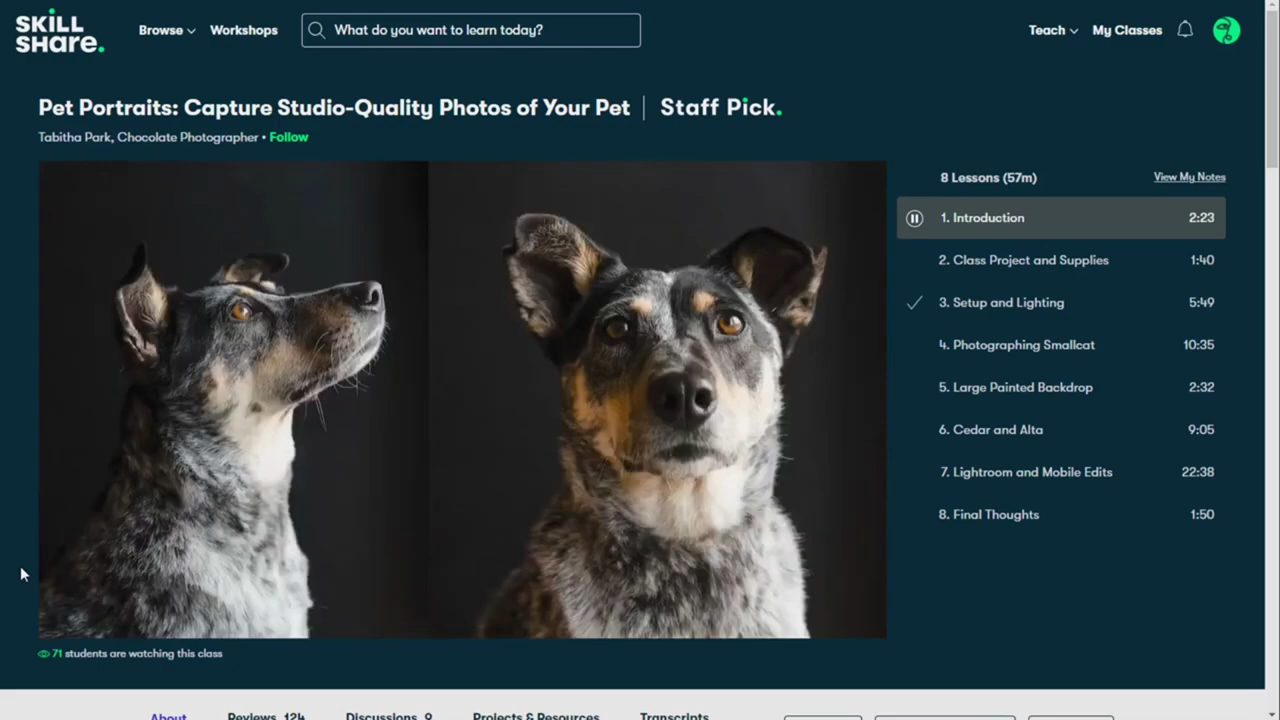 SKILL
SHARE.
Browse
Workshops
What do you want to learn today?
Teach
My Classes
Pet Portraits: Capture Studio-Quality Photos of Your Pet | Staff Pick.
Tabitha Park, Chocolate Photographer • Follow
8 Lessons (57m)
View My Notes
1. Introduction 2:23
2. Class Project and Supplies 1:40
3. Setup and Lighting 5:49
4. Photographing Smallcat 10:35
5. Large Painted Backdrop 2:32
6. Cedar and Alta 9:05
7. Lightroom and Mobile Edits 22:38
8. Final Thoughts 1:50
71 students are watching this class
About
Reviews 124
Discussions 9
Projects & Resources
Transcripts